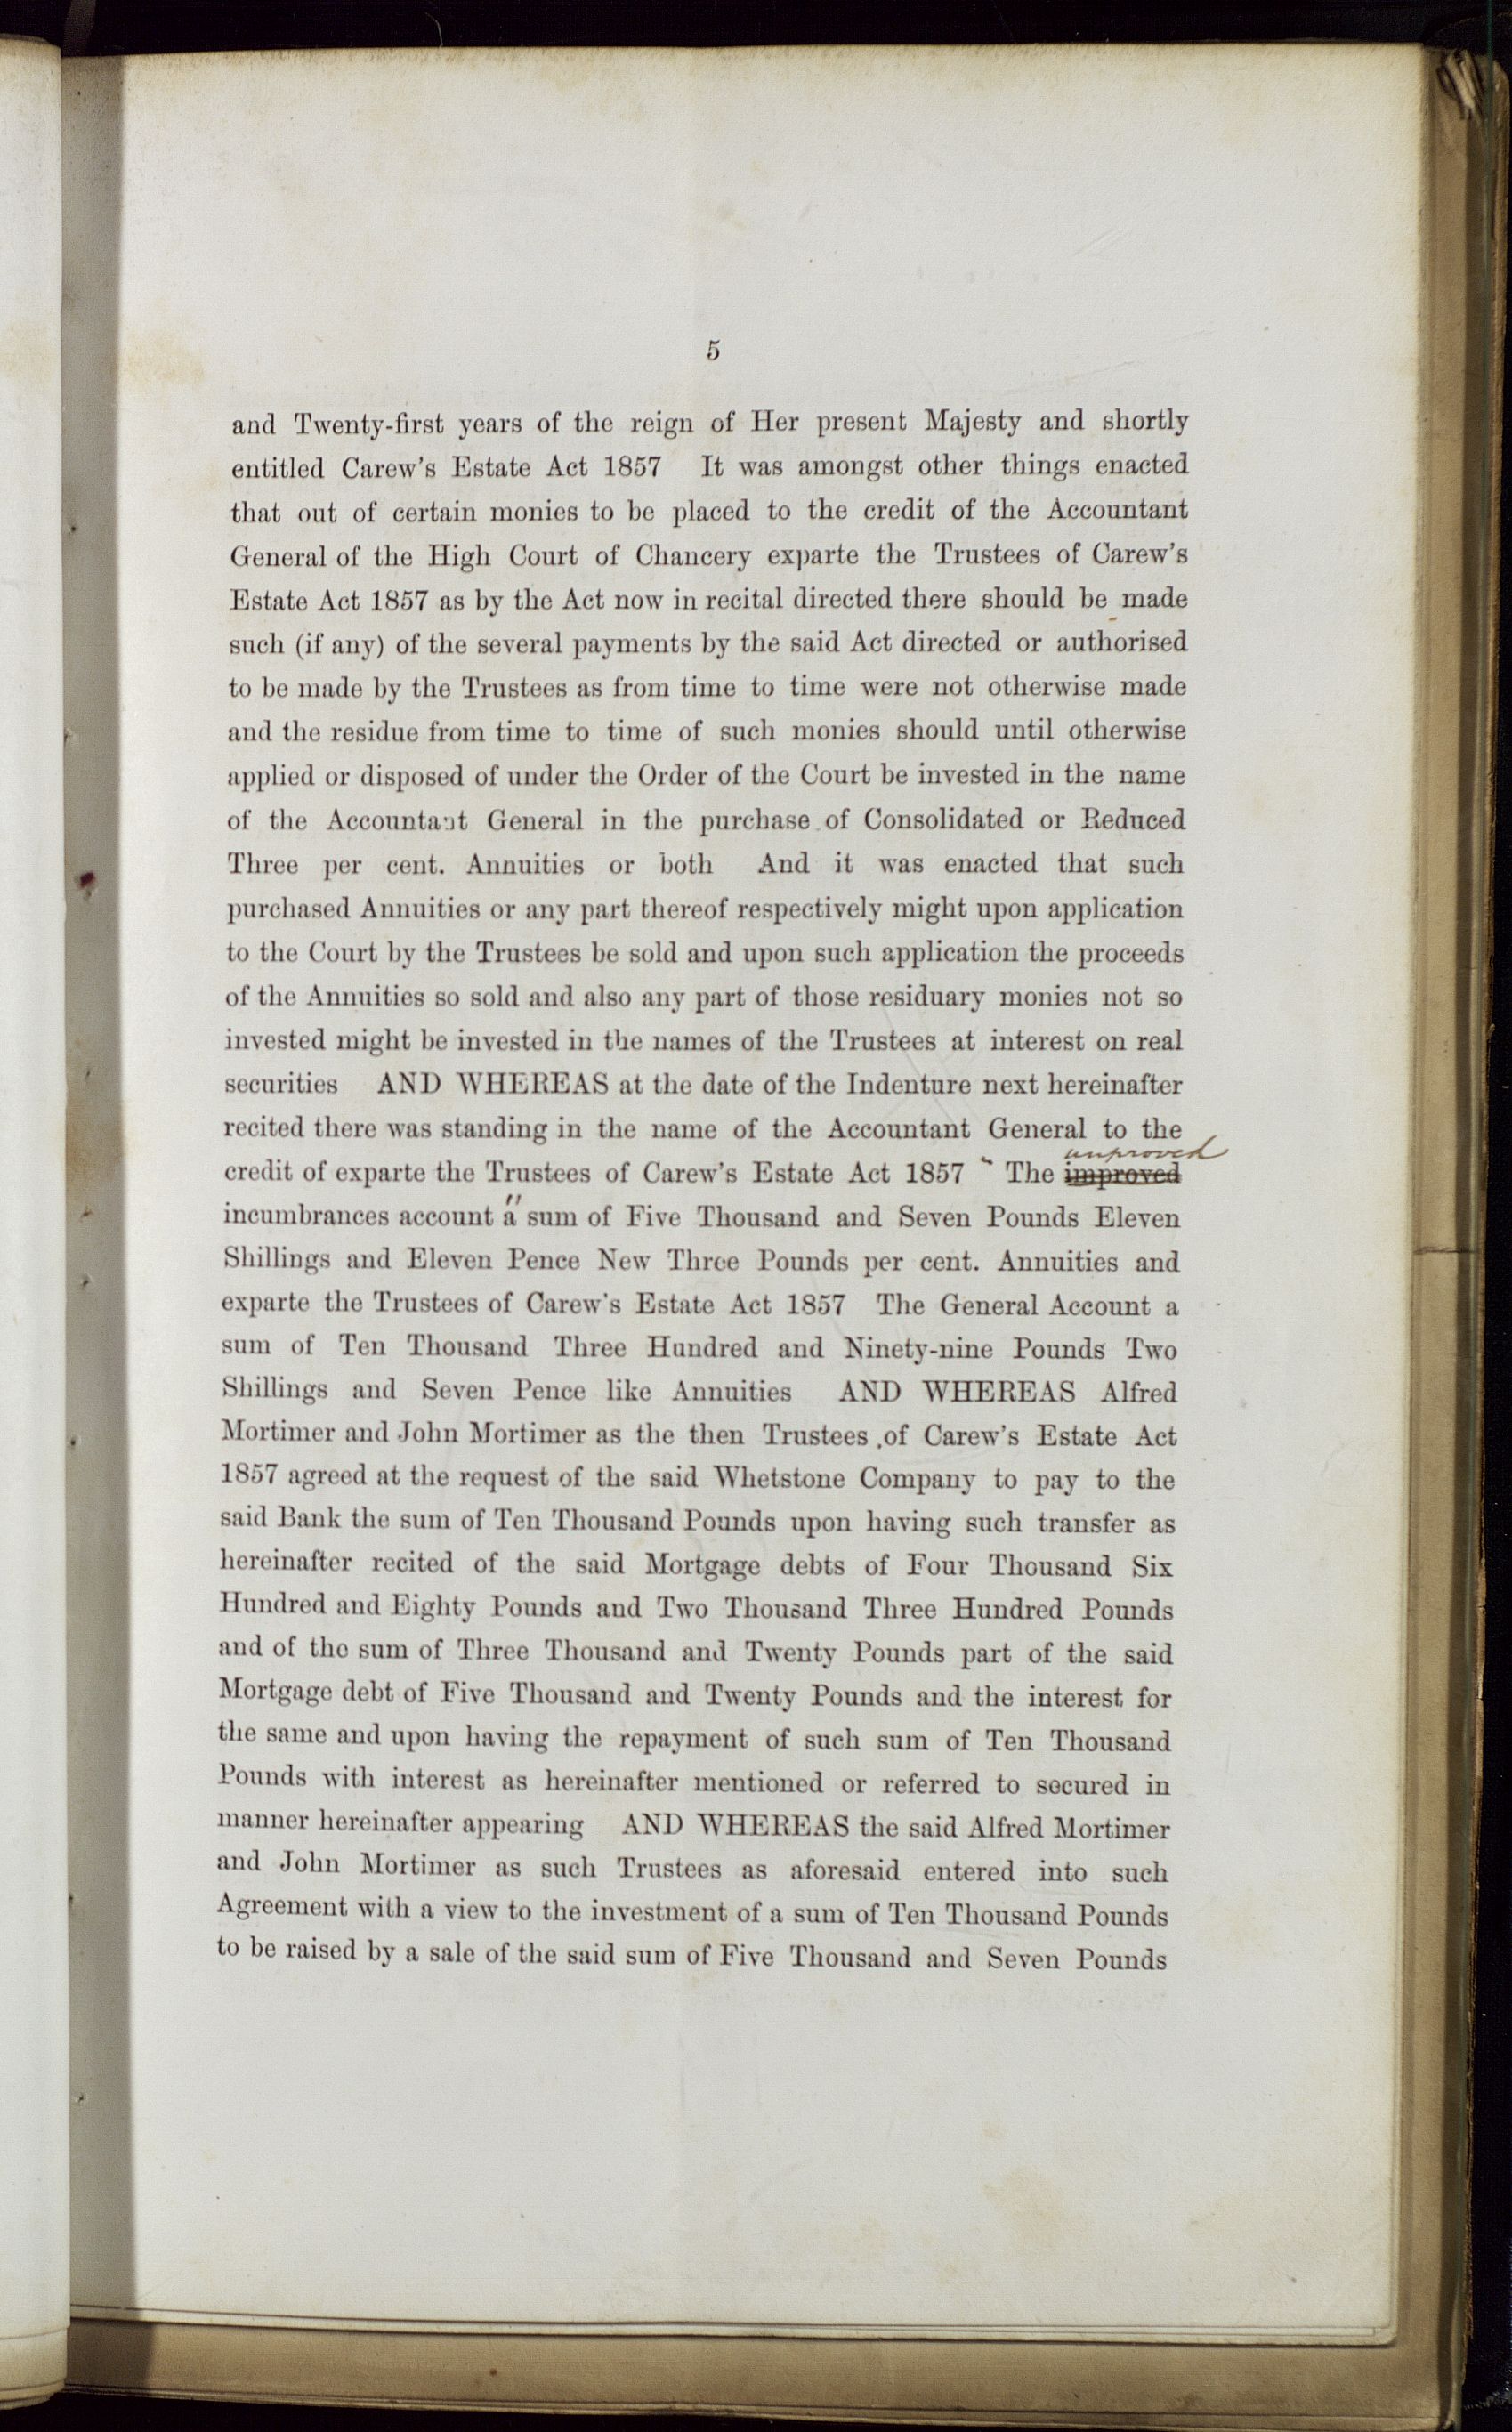 5
and Twenty-first years of the reign of Her present Majesty and shortly
entitled Carew's Estate Act 1857 It was amongst other things enacted
that out of certain monies to be placed to the credit of the Accountant
General of the High Court of Chancery exparte the Trustees of Carew's
Estate Act 1857 as by the Act now in recital directed there should be made
such (if any) of the several payments by the said Act directed or authorised
to be made by the Trustees as from time to time were not otherwise made
and the residue from time to time of such monies should until otherwise
applied or disposed of under the Order of the Court be invested in the name
of the Accountant General in the purchase of Consolidated or Reduced
Three per cent. Annuities or both And it was enacted that such
purchased Annuities or any part thereof respectively might upon application
to the Court by the Trustees be sold and upon such application the proceeds
of the Annuities so sold and also any part of those residuary monies not so
invested might be invested in the names of the Trustees at interest on real
securities AND WHEREAS at the date of the Indenture next hereinafter
recited there was standing in the name of the Accountant General to the
unproved
credit of exparte the Trustees of Carew's Estate Act 1857 " The improved
incumbrances account " a sum of Five Thousand and Seven Pounds Eleven
Shillings and Eleven Pence New Three Pounds per cent. Annuities and
exparte the Trustees of Carew's Estate Act 1857 The General Account a
sum of Ten Thousand Three Hundred and Ninety-nine Pounds Two
Shillings and Seven Pence like Annuities AND WHEREAS Alfred
Mortimer and John Mortimer as the then Trustees of Carew's Estate Act
1857 agreed at the request of the said Whetstone Company to pay to the
said Bank the sum of Ten Thousand Pounds upon having such transfer as
hereinafter recited of the said Mortgage debts of Four Thousand Six
Hundred and Eighty Pounds and Two Thousand Three Hundred Pounds
and of the sum of Three Thousand and Twenty Pounds part of the said
Mortgage debt of Five Thousand and Twenty Pounds and the interest for
the same and upon having the repayment of such sum of Ten Thousand
Pounds with interest as hereinafter mentioned or referred to secured in
manner hereinafter appearing AND WHEREAS the said Alfred Mortimer
and John Mortimer as such Trustees as aforesaid entered into such
Agreement with a view to the investment of a sum of Ten Thousand Pounds
to be raised by a sale of the said sum of Five Thousand and Seven Pounds